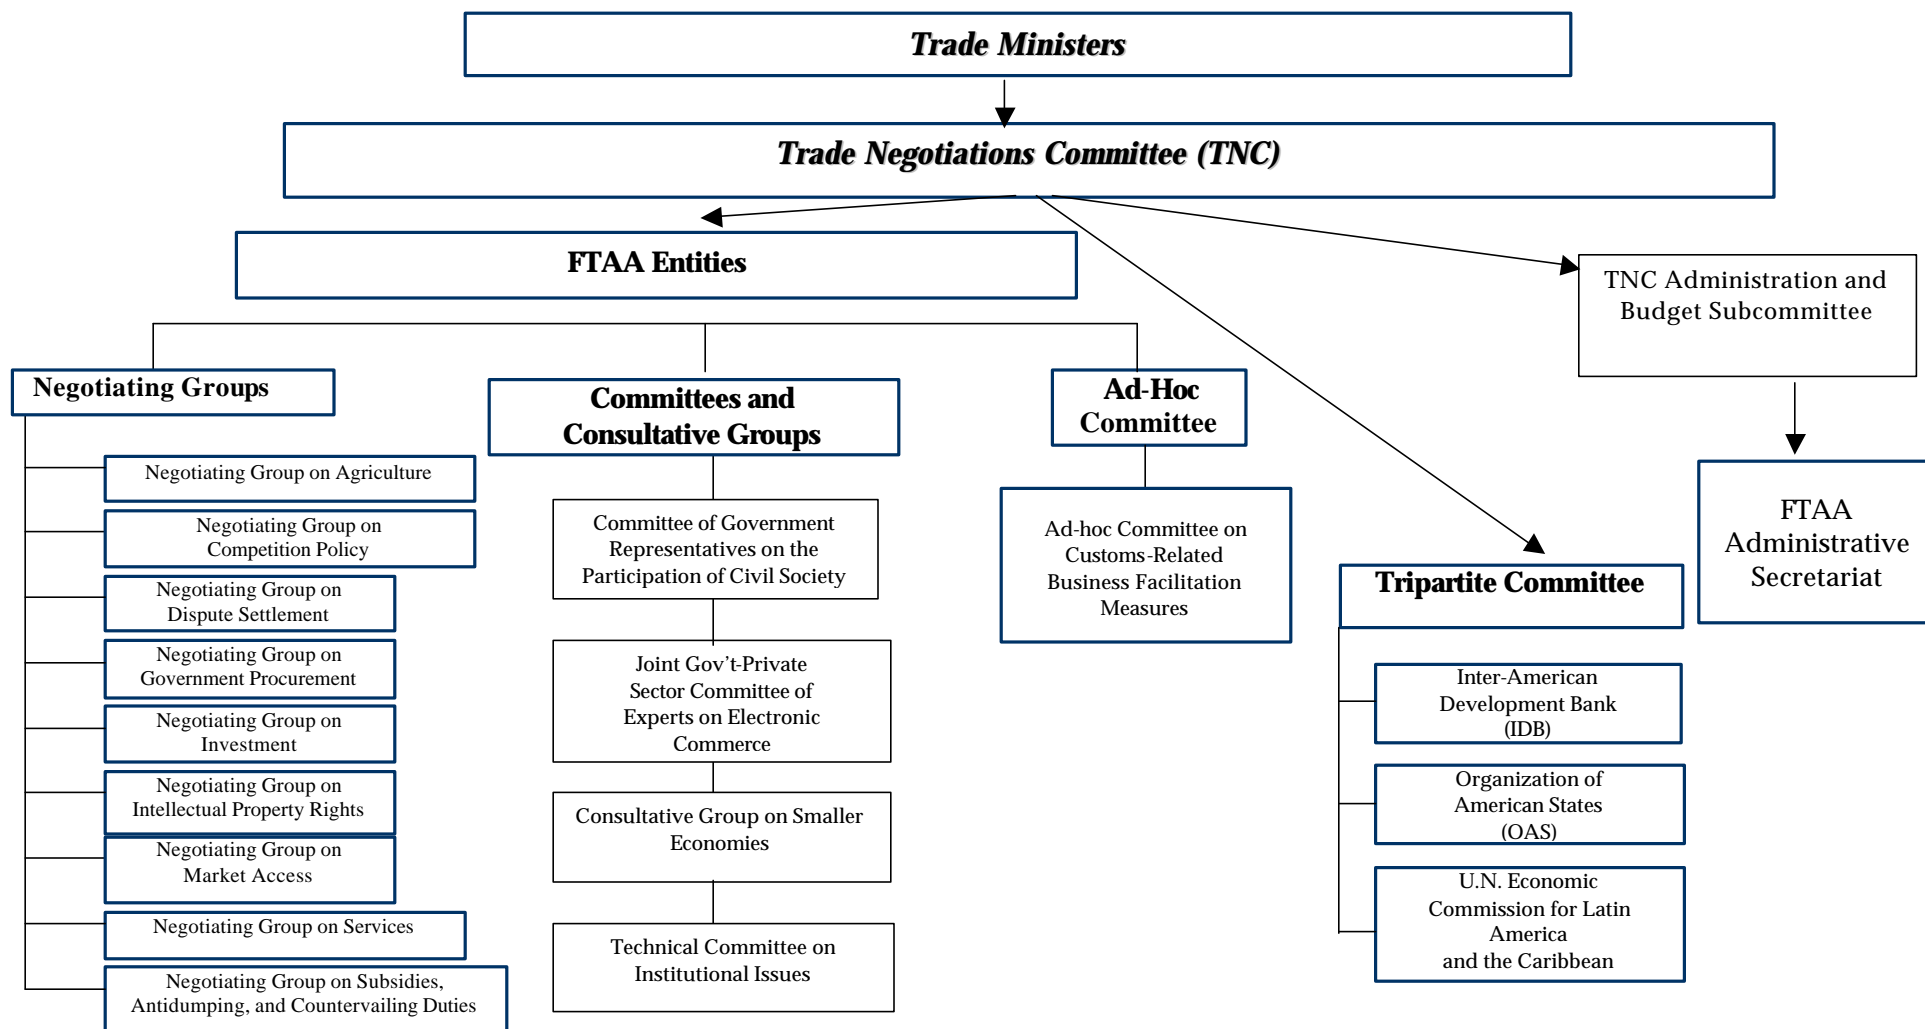 Trade Ministers
Trade Negotiations Committee (TNC)
FTAA Entities
TNC Administration and
Budget Subcommittee
FTAA
Administrative
Secretariat
Negotiating Groups
Negotiating Group on Agriculture
Negotiating Group on
Competition Policy
Negotiating Group on
Dispute Settlement
Negotiating Group on
Government Procurement
Negotiating Group on
Investment
Negotiating Group on
Intellectual Property Rights
Negotiating Group on
Market Access
Negotiating Group on Services
Negotiating Group on Subsidies,
Antidumping, and Countervailing Duties
Committees and
Consultative Groups
Committee of Government
Representatives on the
Participation of Civil Society
Joint Gov’t-Private
Sector Committee of
Experts on Electronic
Commerce
Consultative Group on Smaller
Economies
Technical Committee on
Institutional Issues
Ad-Hoc
Committee
Ad-hoc Committee on
Customs-Related
Business Facilitation
Measures
Tripartite Committee
Inter-American
Development Bank
(IDB)
Organization of
American States
(OAS)
U.N. Economic
Commission for Latin
America
and the Caribbean